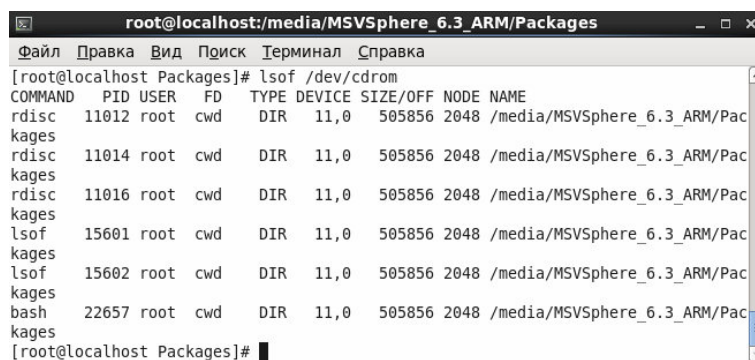 root@localhost:/media/MSVSphere_6.3_ARM/Packages
Файл Правка Вид Поиск Терминал Справка
[root@localhost Packages]# lsof /dev/cdrom
COMMAND PID USER FD TYPE DEVICE SIZE/OFF NODE NAME
rdisc 11012 root cwd DIR 11,0 505856 2048 /media/MSVSphere_6.3_ARM/Pac
kages
rdisc 11014 root cwd DIR 11,0 505856 2048 /media/MSVSphere_6.3_ARM/Pac
kages
rdisc 11016 root cwd DIR 11,0 505856 2048 /media/MSVSphere_6.3_ARM/Pac
kages
lsof 15601 root cwd DIR 11,0 505856 2048 /media/MSVSphere_6.3_ARM/Pac
kages
lsof 15602 root cwd DIR 11,0 505856 2048 /media/MSVSphere_6.3_ARM/Pac
kages
bash 22657 root cwd DIR 11,0 505856 2048 /media/MSVSphere_6.3_ARM/Pac
kages
[root@localhost Packages]#